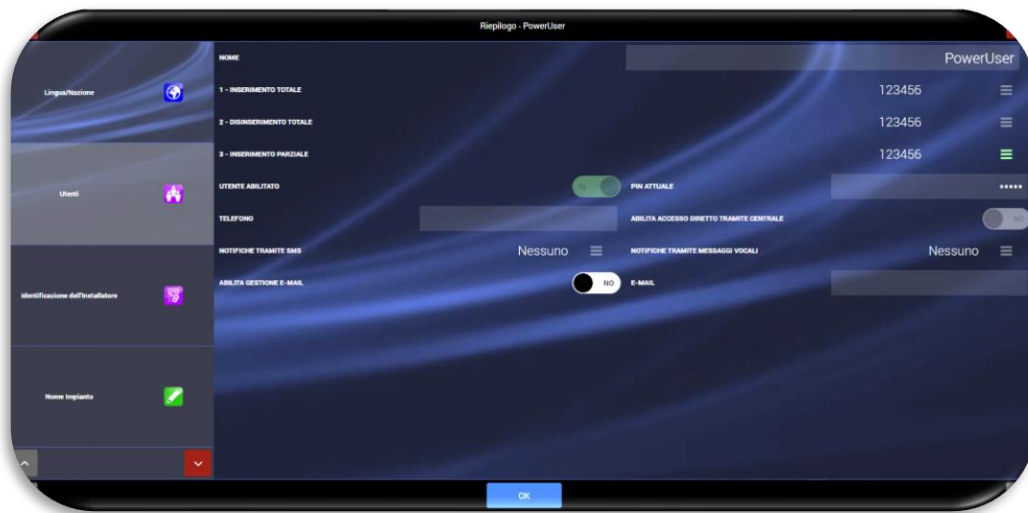 Riepilogo - PowerUser
Lingua/Nazione
Utenti
Identificazione dell'Installatore
Nome Impianto
NOME PowerUser
1 - INSERIMENTO TOTALE 123456
2 - DISINSERIMENTO TOTALE 123456
3 - INSERIMENTO PARZIALE 123456
UTENTE ABILITATO SI PIN ATTUALE •••••
TELEFONO ABILITA ACCESSO DIRETTO TRAMITE CENTRALE NO
NOTIFICHE TRAMITE SMS Nessuno NOTIFICHE TRAMITE MESSAGGI VOCALI Nessuno
ABILITA GESTIONE E-MAIL NO E-MAIL
OK